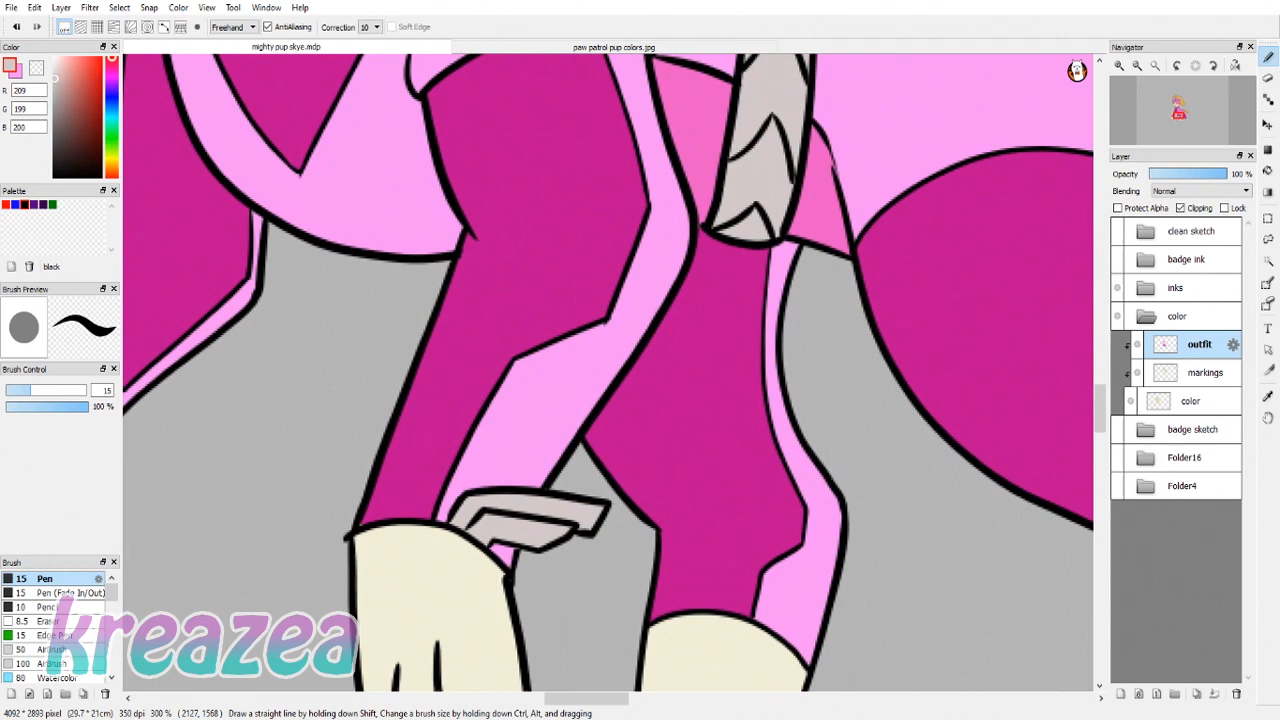 File Edit Layer Filter Select Snap Color View Tool Window Help
OFF Freehand AntiAliasing Correction 10 Soft Edge
Color mighty pup skye.mdp paw patrol pup colors.jpg Navigator
R 209
G 199
B 200
Layer
Opacity 100 %
Palette
Blending Normal
Protect Alpha Clipping Lock
clean sketch
badge ink
black
Brush Preview
inks
color
outfit
Brush Control
markings
15
100 %
color
badge sketch
Folder16
Folder4
Brush
15 Pen
15 Pen (Fade In/Out)
10 Penc
8.5 Eraser
15 Edge Pen
50 AirBrush
100 AirBrush
80 Watercolor
kreazea
4092 * 2893 pixel (29.7 * 21cm) 350 dpi 300 % ( 2127, 1568 ) Draw a straight line by holding down Shift, Change a brush size by holding down Ctrl, Alt, and dragging